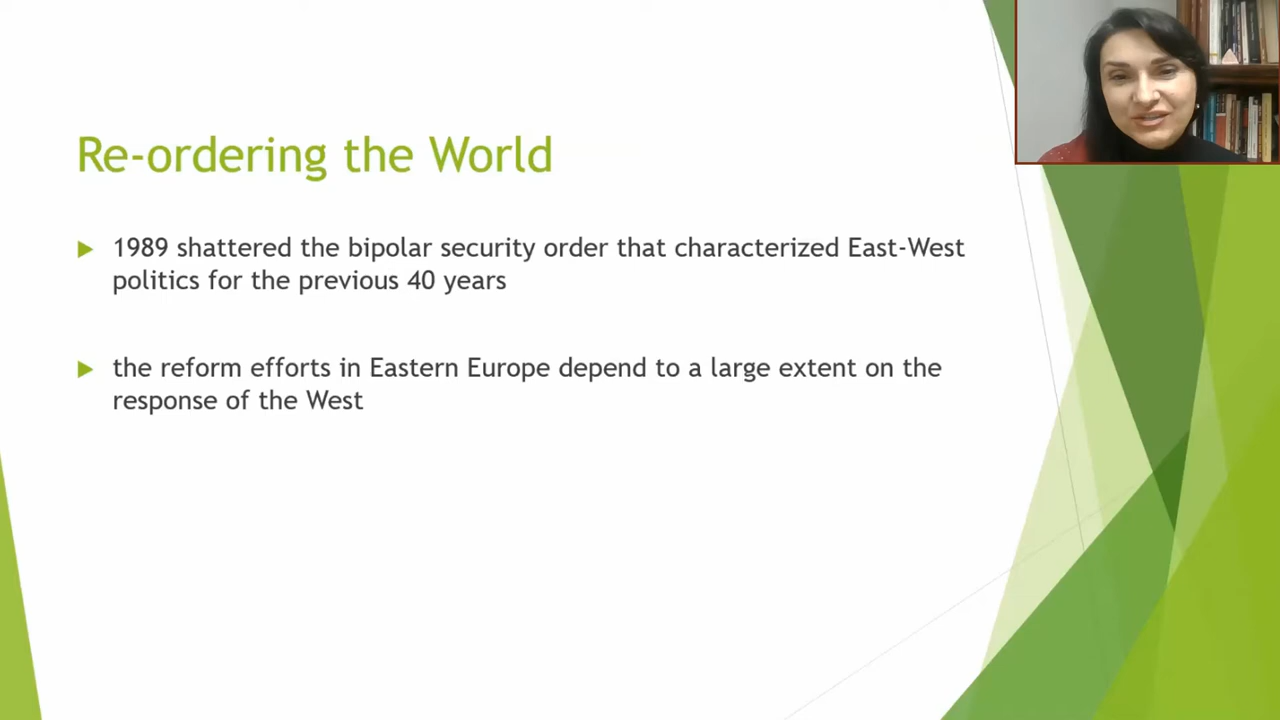 Re-ordering the World
1989 shattered the bipolar security order that characterized East-West
politics for the previous 40 years
the reform efforts in Eastern Europe depend to a large extent on the
response of the West